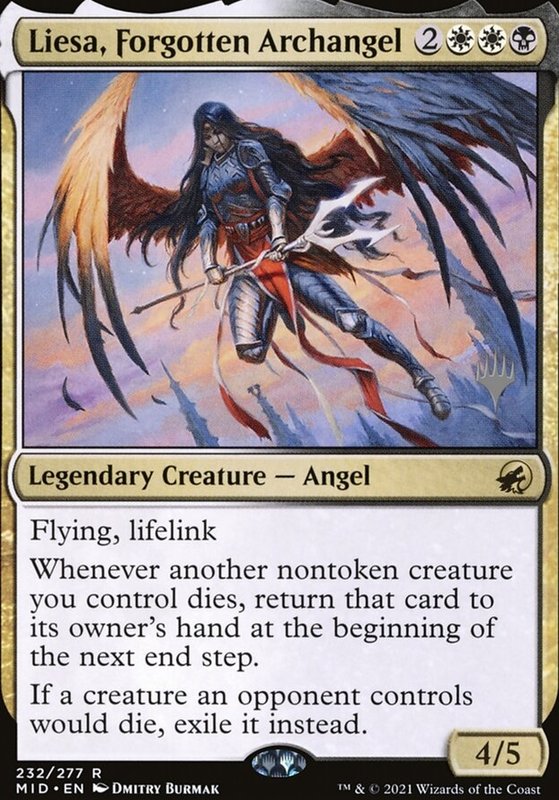 Liesa, Forgotten Archangel 2
Legendary Creature — Angel
Flying, lifelink
Whenever another nontoken creature
you control dies, return that card to
its owner's hand at the beginning of
the next end step.
If a creature an opponent controls
would die, exile it instead.
4/5
232/277 R
MID • EN Dmitry Burmak
™ & © 2021 Wizards of the Coast